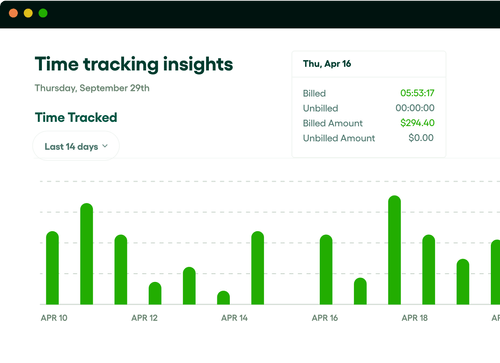 Time tracking insights
Thursday, September 29th
Time Tracked
Last 14 days
Thu, Apr 16
Billed 05:53:17
Unbilled 00:00:00
Billed Amount $294.40
Unbilled Amount $0.00
APR 10 APR 12 APR 14 APR 16 APR 18